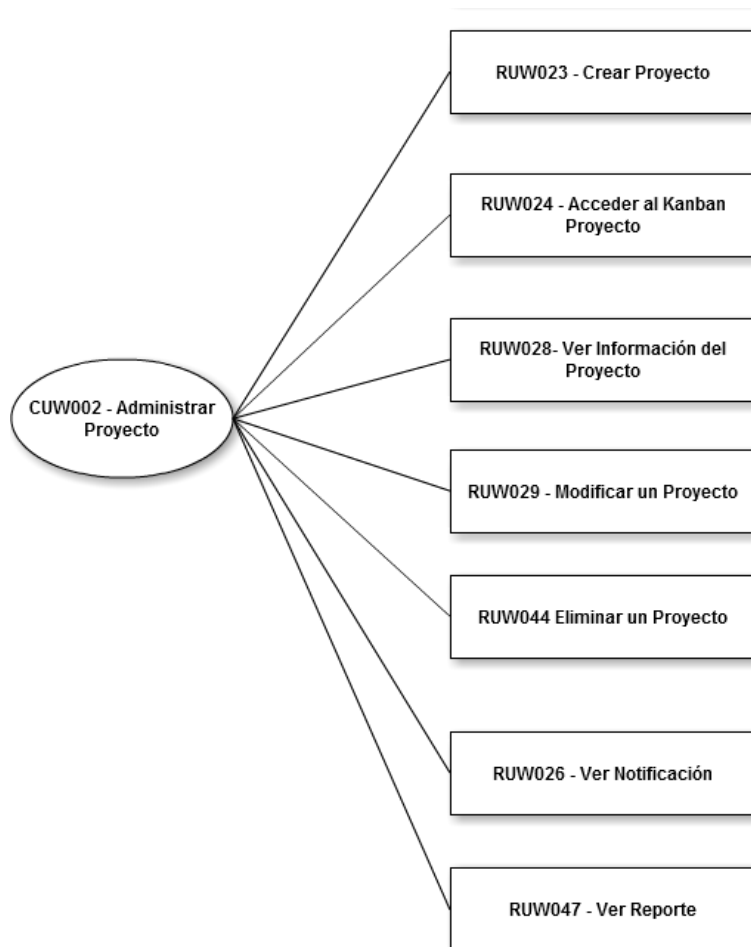 RUW023 - Crear Proyecto
RUW024 - Acceder al Kanban
Proyecto
RUW028- Ver Información del
Proyecto
CUW002 - Administrar
Proyecto
RUW029 - Modificar un Proyecto
RUW044 Eliminar un Proyecto
RUW026 - Ver Notificación
RUW047 - Ver Reporte